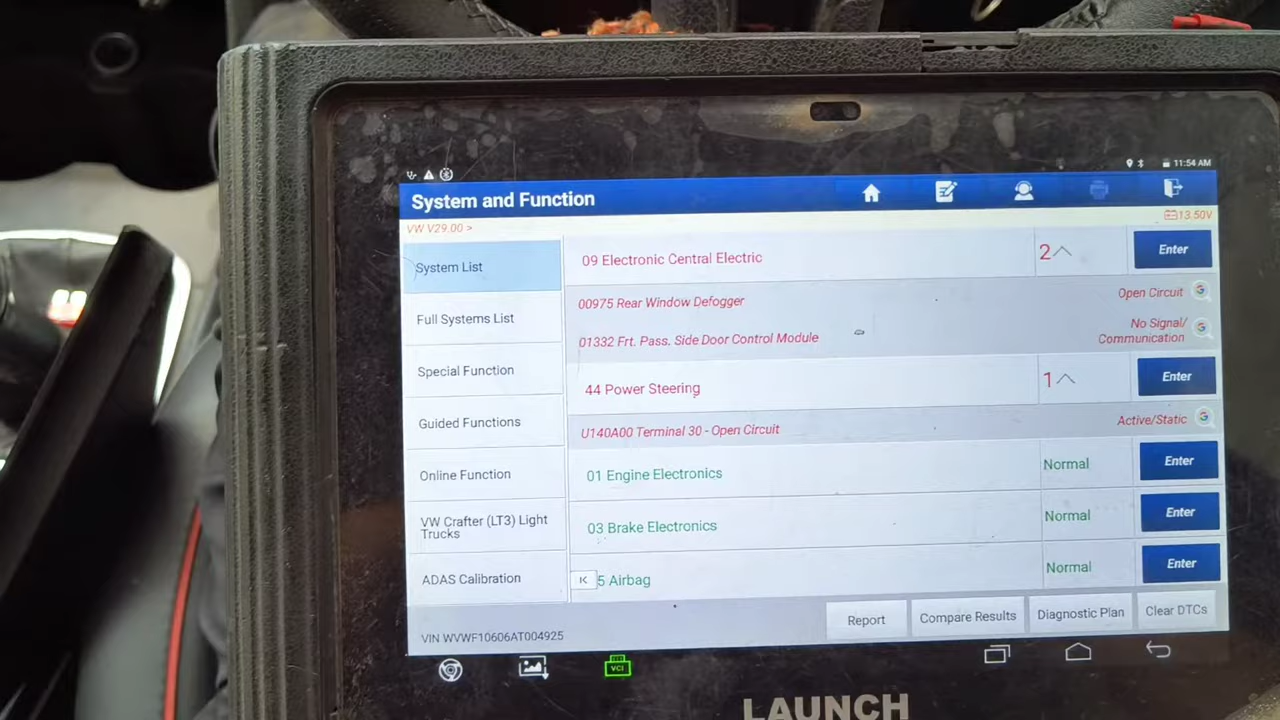 11:54 AM
System and Function
VW V29.00 >
13.50V
System List
09 Electronic Central Electric
2
Enter
00975 Rear Window Defogger
Open Circuit
Full Systems List
01332 Frt. Pass. Side Door Control Module
No Signal/
Communication
Special Function
44 Power Steering
1
Enter
Guided Functions
U140A00 Terminal 30 - Open Circuit
Active/Static
Online Function
01 Engine Electronics
Normal
Enter
VW Crafter (LT3) Light
Trucks
03 Brake Electronics
Normal
Enter
ADAS Calibration
5 Airbag
Normal
Enter
VIN WVWF10606AT004925
Report
Compare Results
Diagnostic Plan
Clear DTCs
VCI
LAUNCH